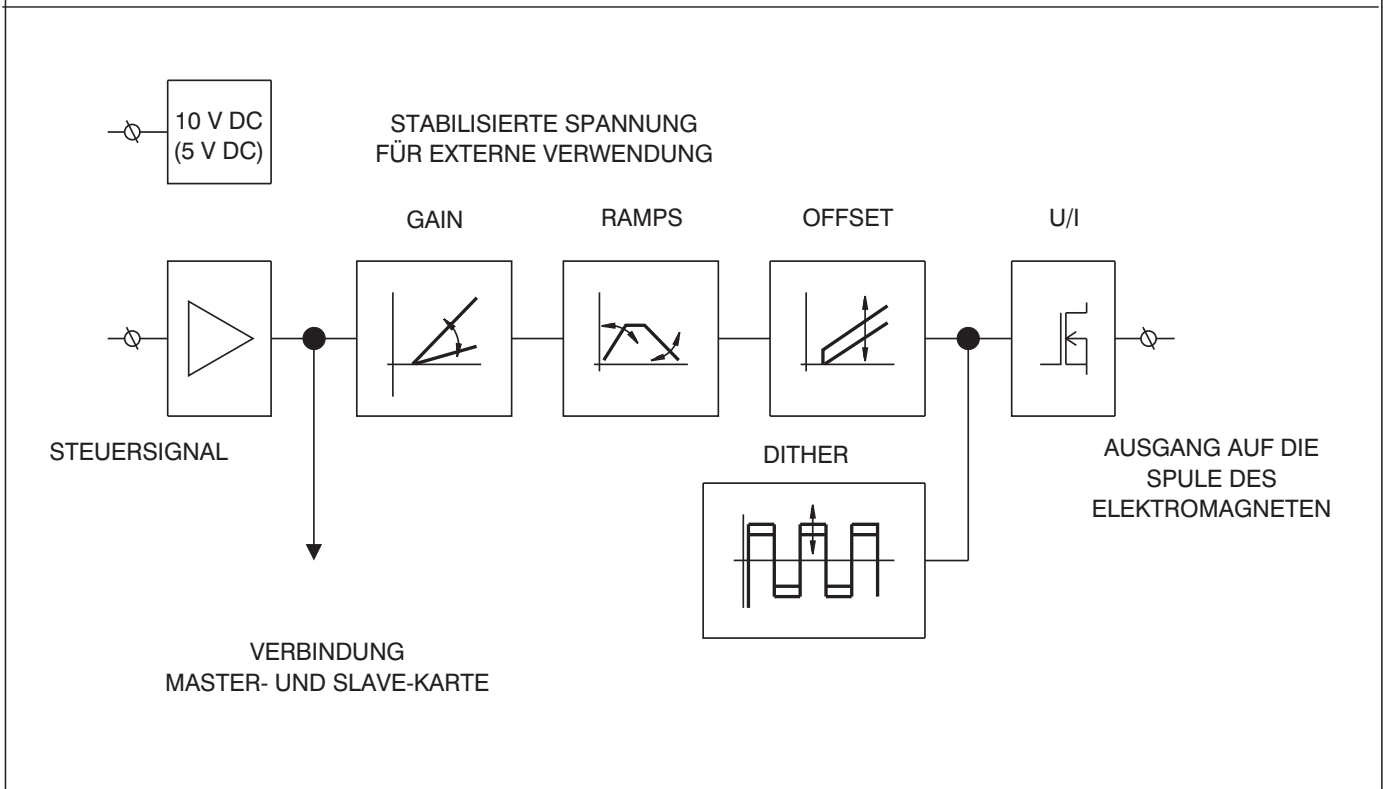 10 V DC
(5 V DC)
STABILISIERTE SPANNUNG
FÜR EXTERNE VERWENDUNG
GAIN
RAMPS
OFFSET
U/I
STEUERSIGNAL
DITHER
AUSGANG AUF DIE
SPULE DES
ELEKTROMAGNETEN
VERBINDUNG
MASTER- UND SLAVE-KARTE